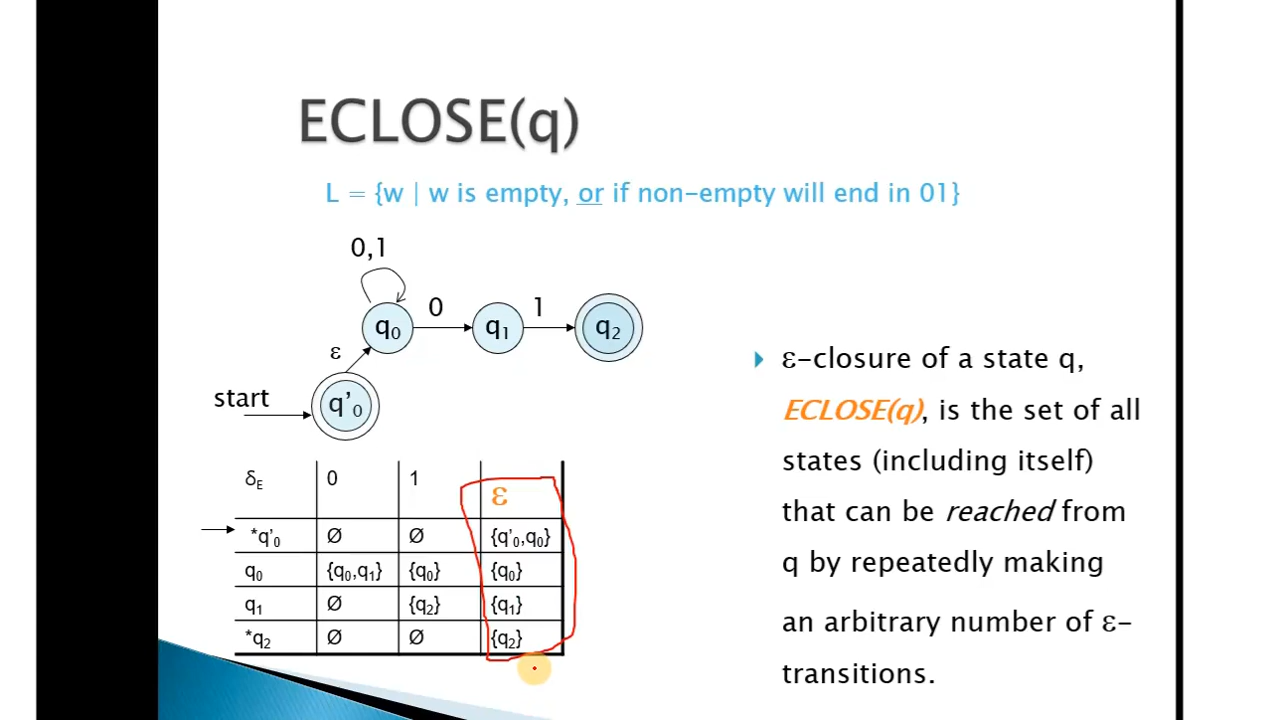 ECLOSE(q)
L = {w | w is empty, or if non-empty will end in 01}
0,1
q0 0 q1 1 q2
ε
start q'0
δE 0 1 ε
*q'0 Ø Ø {q'0,q0}
q0 {q0,q1} {q0} {q0}
q1 Ø {q2} {q1}
*q2 Ø Ø {q2}
ε-closure of a state q,
ECLOSE(q), is the set of all
states (including itself)
that can be reached from
q by repeatedly making
an arbitrary number of ε-
transitions.